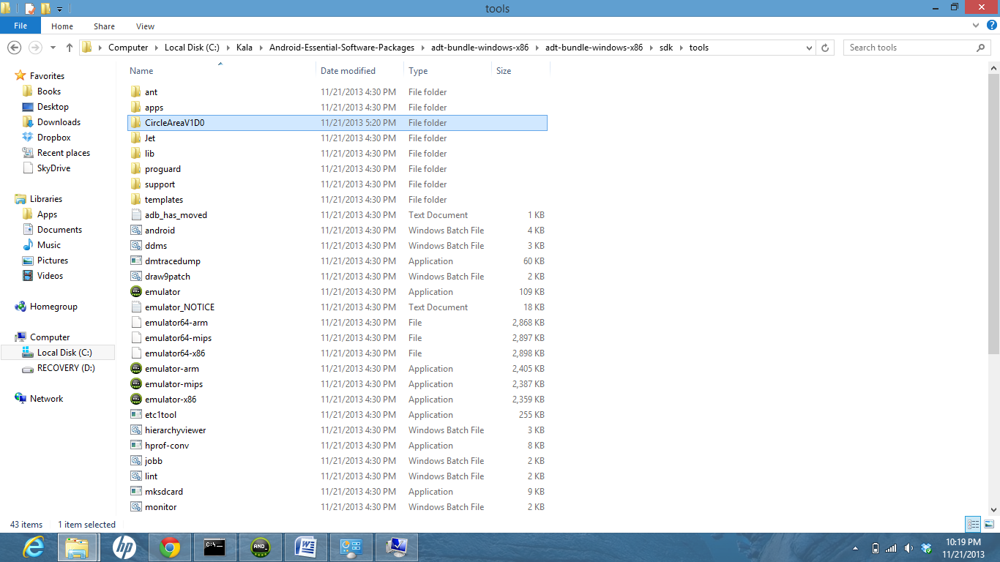 tools
File Home Share View
Computer Local Disk (C:) Kala Android-Essential-Software-Packages adt-bundle-windows-x86 adt-bundle-windows-x86 sdk tools Search tools
Favorites
Books
Desktop
Downloads
Dropbox
Recent places
SkyDrive
Libraries
Apps
Documents
Music
Pictures
Videos
Homegroup
Computer
Local Disk (C:)
RECOVERY (D:)
Network
Name Date modified Type Size
ant 11/21/2013 4:30 PM File folder
apps 11/21/2013 4:30 PM File folder
CircleAreaV1D0 11/21/2013 5:20 PM File folder
Jet 11/21/2013 4:30 PM File folder
lib 11/21/2013 4:30 PM File folder
proguard 11/21/2013 4:30 PM File folder
support 11/21/2013 4:30 PM File folder
templates 11/21/2013 4:30 PM File folder
adb_has_moved 11/21/2013 4:30 PM Text Document 1 KB
android 11/21/2013 4:30 PM Windows Batch File 4 KB
ddms 11/21/2013 4:30 PM Windows Batch File 3 KB
dmtracedump 11/21/2013 4:30 PM Application 60 KB
draw9patch 11/21/2013 4:30 PM Windows Batch File 2 KB
emulator 11/21/2013 4:30 PM Application 109 KB
emulator_NOTICE 11/21/2013 4:30 PM Text Document 18 KB
emulator64-arm 11/21/2013 4:30 PM File 2,868 KB
emulator64-mips 11/21/2013 4:30 PM File 2,897 KB
emulator64-x86 11/21/2013 4:30 PM File 2,898 KB
emulator-arm 11/21/2013 4:30 PM Application 2,405 KB
emulator-mips 11/21/2013 4:30 PM Application 2,387 KB
emulator-x86 11/21/2013 4:30 PM Application 2,359 KB
etc1tool 11/21/2013 4:30 PM Application 255 KB
hierarchyviewer 11/21/2013 4:30 PM Windows Batch File 3 KB
hprof-conv 11/21/2013 4:30 PM Application 8 KB
jobb 11/21/2013 4:30 PM Windows Batch File 2 KB
lint 11/21/2013 4:30 PM Windows Batch File 2 KB
mksdcard 11/21/2013 4:30 PM Application 9 KB
monitor 11/21/2013 4:30 PM Windows Batch File 2 KB
43 items 1 item selected
hp C:\. AND_ W
10:19 PM
11/21/2013